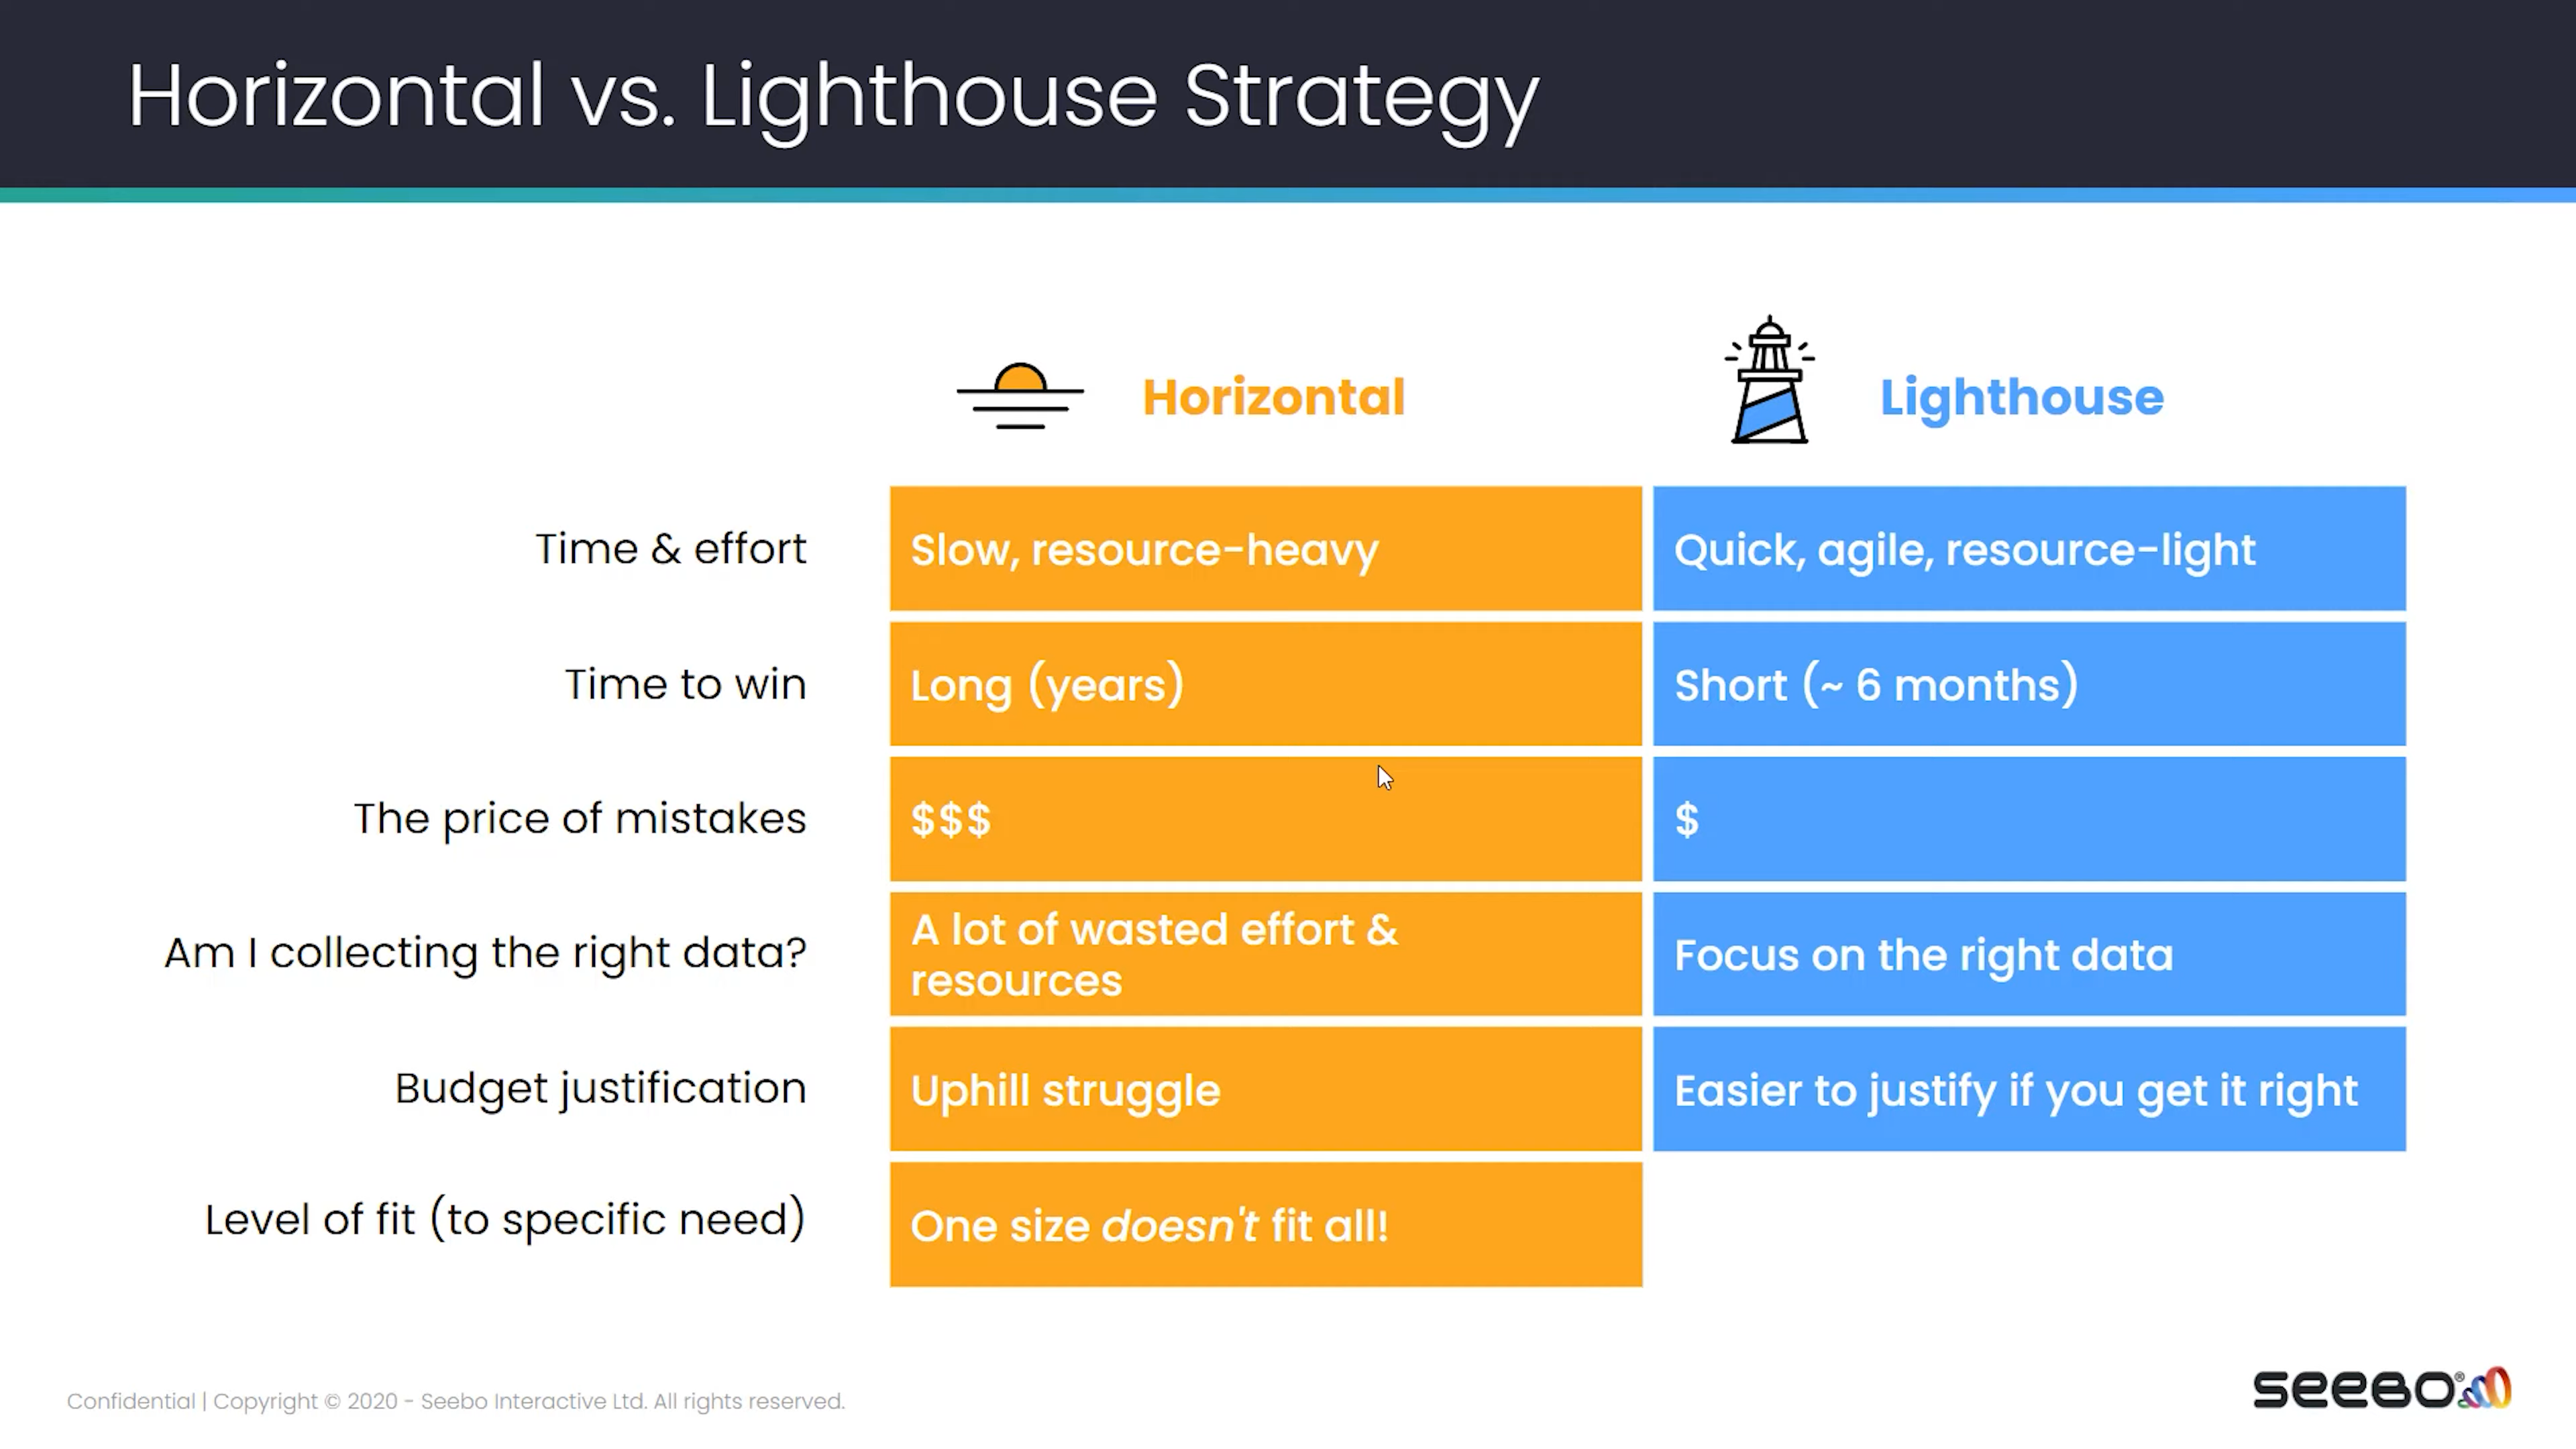 Horizontal vs. Lighthouse Strategy
Horizontal
Lighthouse
Time & effort
Slow, resource-heavy
Quick, agile, resource-light
Time to win
Long (years)
Short (~ 6 months)
The price of mistakes
$$$
$
Am I collecting the right data?
A lot of wasted effort &
resources
Focus on the right data
Budget justification
Uphill struggle
Easier to justify if you get it right
Level of fit (to specific need)
One size doesn't fit all!
Confidential | Copyright © 2020 - Seebo Interactive Ltd. All rights reserved.
seebo®